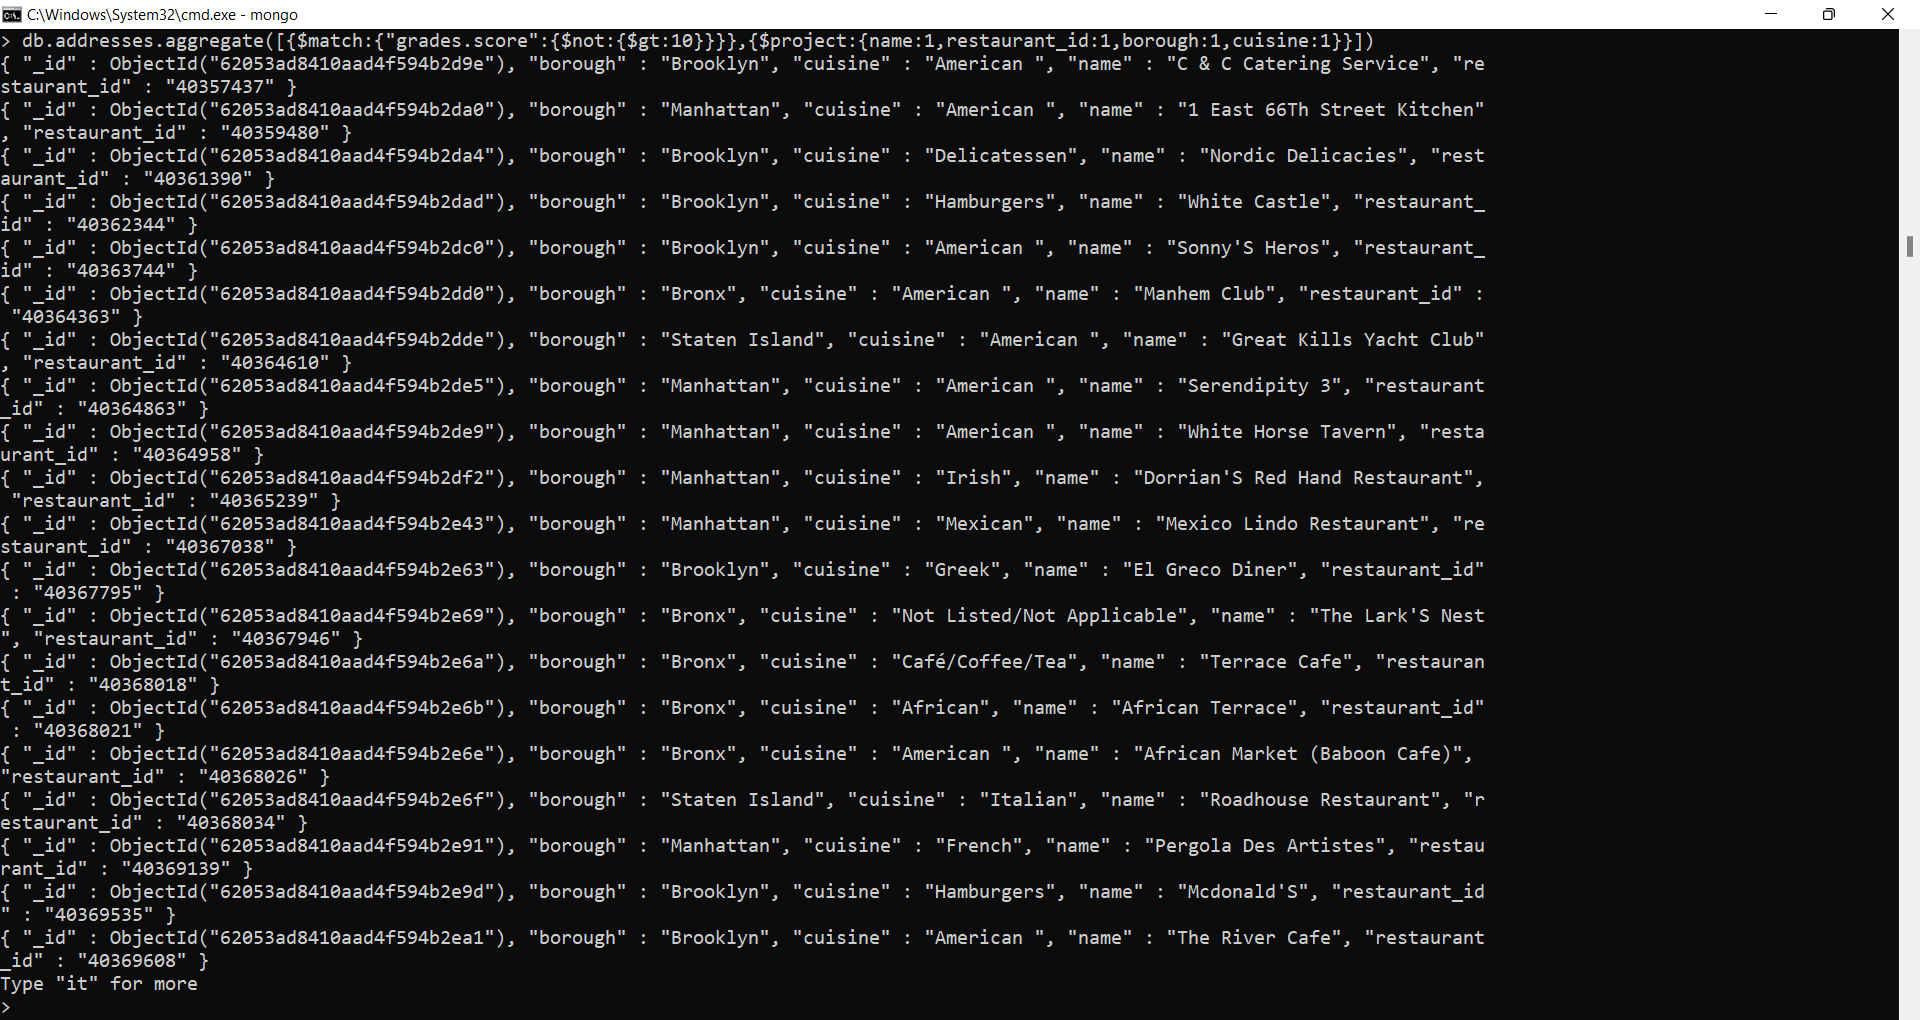 C:\Windows\System32\cmd.exe - mongo
> db.addresses.aggregate([{$match:{"grades.score":{$not:{$gt:10}}}},{$project:{name:1,restaurant_id:1,borough:1,cuisine:1}}])
{ "_id" : ObjectId("62053ad8410aad4f594b2d9e"), "borough" : "Brooklyn", "cuisine" : "American ", "name" : "C & C Catering Service", "re
staurant_id" : "40357437" }
{ "_id" : ObjectId("62053ad8410aad4f594b2da0"), "borough" : "Manhattan", "cuisine" : "American ", "name" : "1 East 66Th Street Kitchen"
, "restaurant_id" : "40359480" }
{ "_id" : ObjectId("62053ad8410aad4f594b2da4"), "borough" : "Brooklyn", "cuisine" : "Delicatessen", "name" : "Nordic Delicacies", "rest
aurant_id" : "40361390" }
{ "_id" : ObjectId("62053ad8410aad4f594b2dad"), "borough" : "Brooklyn", "cuisine" : "Hamburgers", "name" : "White Castle", "restaurant_
id" : "40362344" }
{ "_id" : ObjectId("62053ad8410aad4f594b2dc0"), "borough" : "Brooklyn", "cuisine" : "American ", "name" : "Sonny'S Heros", "restaurant_
id" : "40363744" }
{ "_id" : ObjectId("62053ad8410aad4f594b2dd0"), "borough" : "Bronx", "cuisine" : "American ", "name" : "Manhem Club", "restaurant_id" :
 "40364363" }
{ "_id" : ObjectId("62053ad8410aad4f594b2dde"), "borough" : "Staten Island", "cuisine" : "American ", "name" : "Great Kills Yacht Club"
, "restaurant_id" : "40364610" }
{ "_id" : ObjectId("62053ad8410aad4f594b2de5"), "borough" : "Manhattan", "cuisine" : "American ", "name" : "Serendipity 3", "restaurant
_id" : "40364863" }
{ "_id" : ObjectId("62053ad8410aad4f594b2de9"), "borough" : "Manhattan", "cuisine" : "American ", "name" : "White Horse Tavern", "resta
urant_id" : "40364958" }
{ "_id" : ObjectId("62053ad8410aad4f594b2df2"), "borough" : "Manhattan", "cuisine" : "Irish", "name" : "Dorrian'S Red Hand Restaurant",
 "restaurant_id" : "40365239" }
{ "_id" : ObjectId("62053ad8410aad4f594b2e43"), "borough" : "Manhattan", "cuisine" : "Mexican", "name" : "Mexico Lindo Restaurant", "re
staurant_id" : "40367038" }
{ "_id" : ObjectId("62053ad8410aad4f594b2e63"), "borough" : "Brooklyn", "cuisine" : "Greek", "name" : "El Greco Diner", "restaurant_id"
 : "40367795" }
{ "_id" : ObjectId("62053ad8410aad4f594b2e69"), "borough" : "Bronx", "cuisine" : "Not Listed/Not Applicable", "name" : "The Lark'S Nest
", "restaurant_id" : "40367946" }
{ "_id" : ObjectId("62053ad8410aad4f594b2e6a"), "borough" : "Bronx", "cuisine" : "Café/Coffee/Tea", "name" : "Terrace Cafe", "restauran
t_id" : "40368018" }
{ "_id" : ObjectId("62053ad8410aad4f594b2e6b"), "borough" : "Bronx", "cuisine" : "African", "name" : "African Terrace", "restaurant_id"
 : "40368021" }
{ "_id" : ObjectId("62053ad8410aad4f594b2e6e"), "borough" : "Bronx", "cuisine" : "American ", "name" : "African Market (Baboon Cafe)",
"restaurant_id" : "40368026" }
{ "_id" : ObjectId("62053ad8410aad4f594b2e6f"), "borough" : "Staten Island", "cuisine" : "Italian", "name" : "Roadhouse Restaurant", "r
estaurant_id" : "40368034" }
{ "_id" : ObjectId("62053ad8410aad4f594b2e91"), "borough" : "Manhattan", "cuisine" : "French", "name" : "Pergola Des Artistes", "restau
rant_id" : "40369139" }
{ "_id" : ObjectId("62053ad8410aad4f594b2e9d"), "borough" : "Brooklyn", "cuisine" : "Hamburgers", "name" : "Mcdonald'S", "restaurant_id
" : "40369535" }
{ "_id" : ObjectId("62053ad8410aad4f594b2ea1"), "borough" : "Brooklyn", "cuisine" : "American ", "name" : "The River Cafe", "restaurant
_id" : "40369608" }
Type "it" for more
>